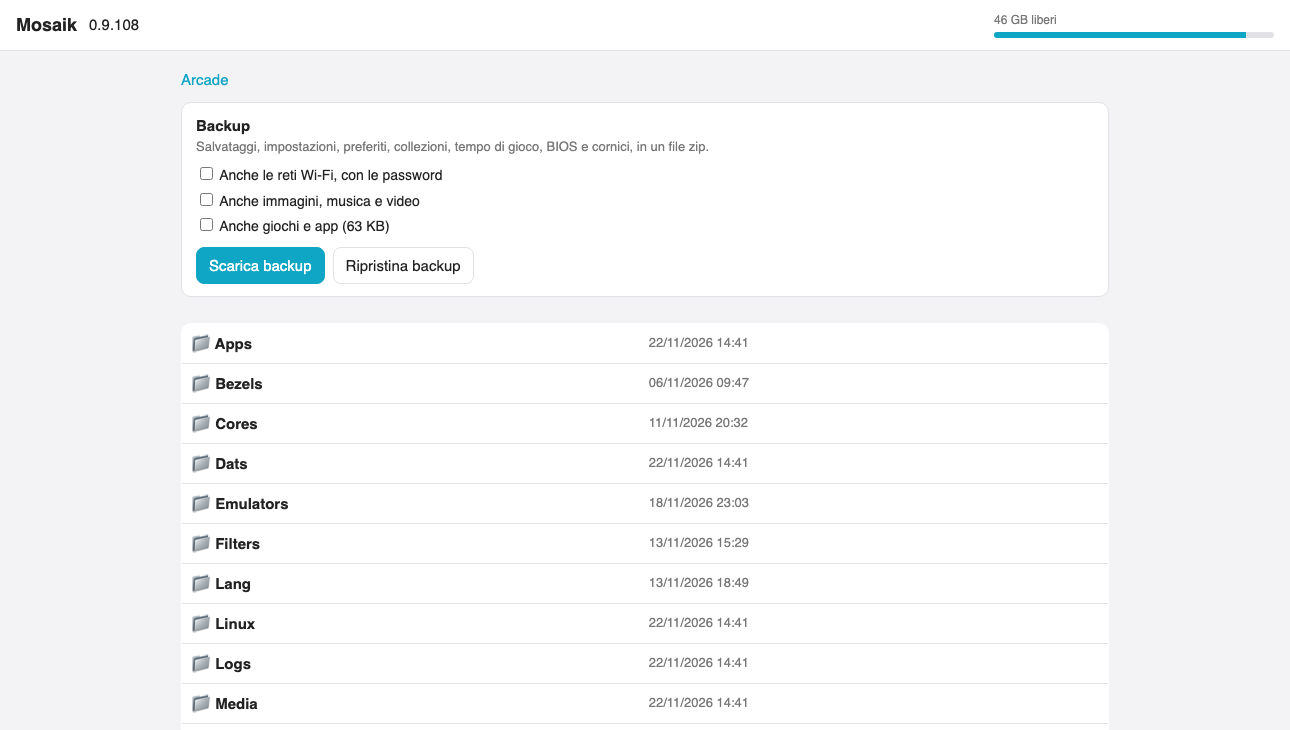 Mosaik 0.9.108
46 GB liberi
Arcade
Backup
Salvataggi, impostazioni, preferiti, collezioni, tempo di gioco, BIOS e cornici, in un file zip.
Anche le reti Wi-Fi, con le password
Anche immagini, musica e video
Anche giochi e app (63 KB)
Scarica backup Ripristina backup
Apps 22/11/2026 14:41
Bezels 06/11/2026 09:47
Cores 11/11/2026 20:32
Dats 22/11/2026 14:41
Emulators 18/11/2026 23:03
Filters 13/11/2026 15:29
Lang 13/11/2026 18:49
Linux 22/11/2026 14:41
Logs 22/11/2026 14:41
Media 22/11/2026 14:41